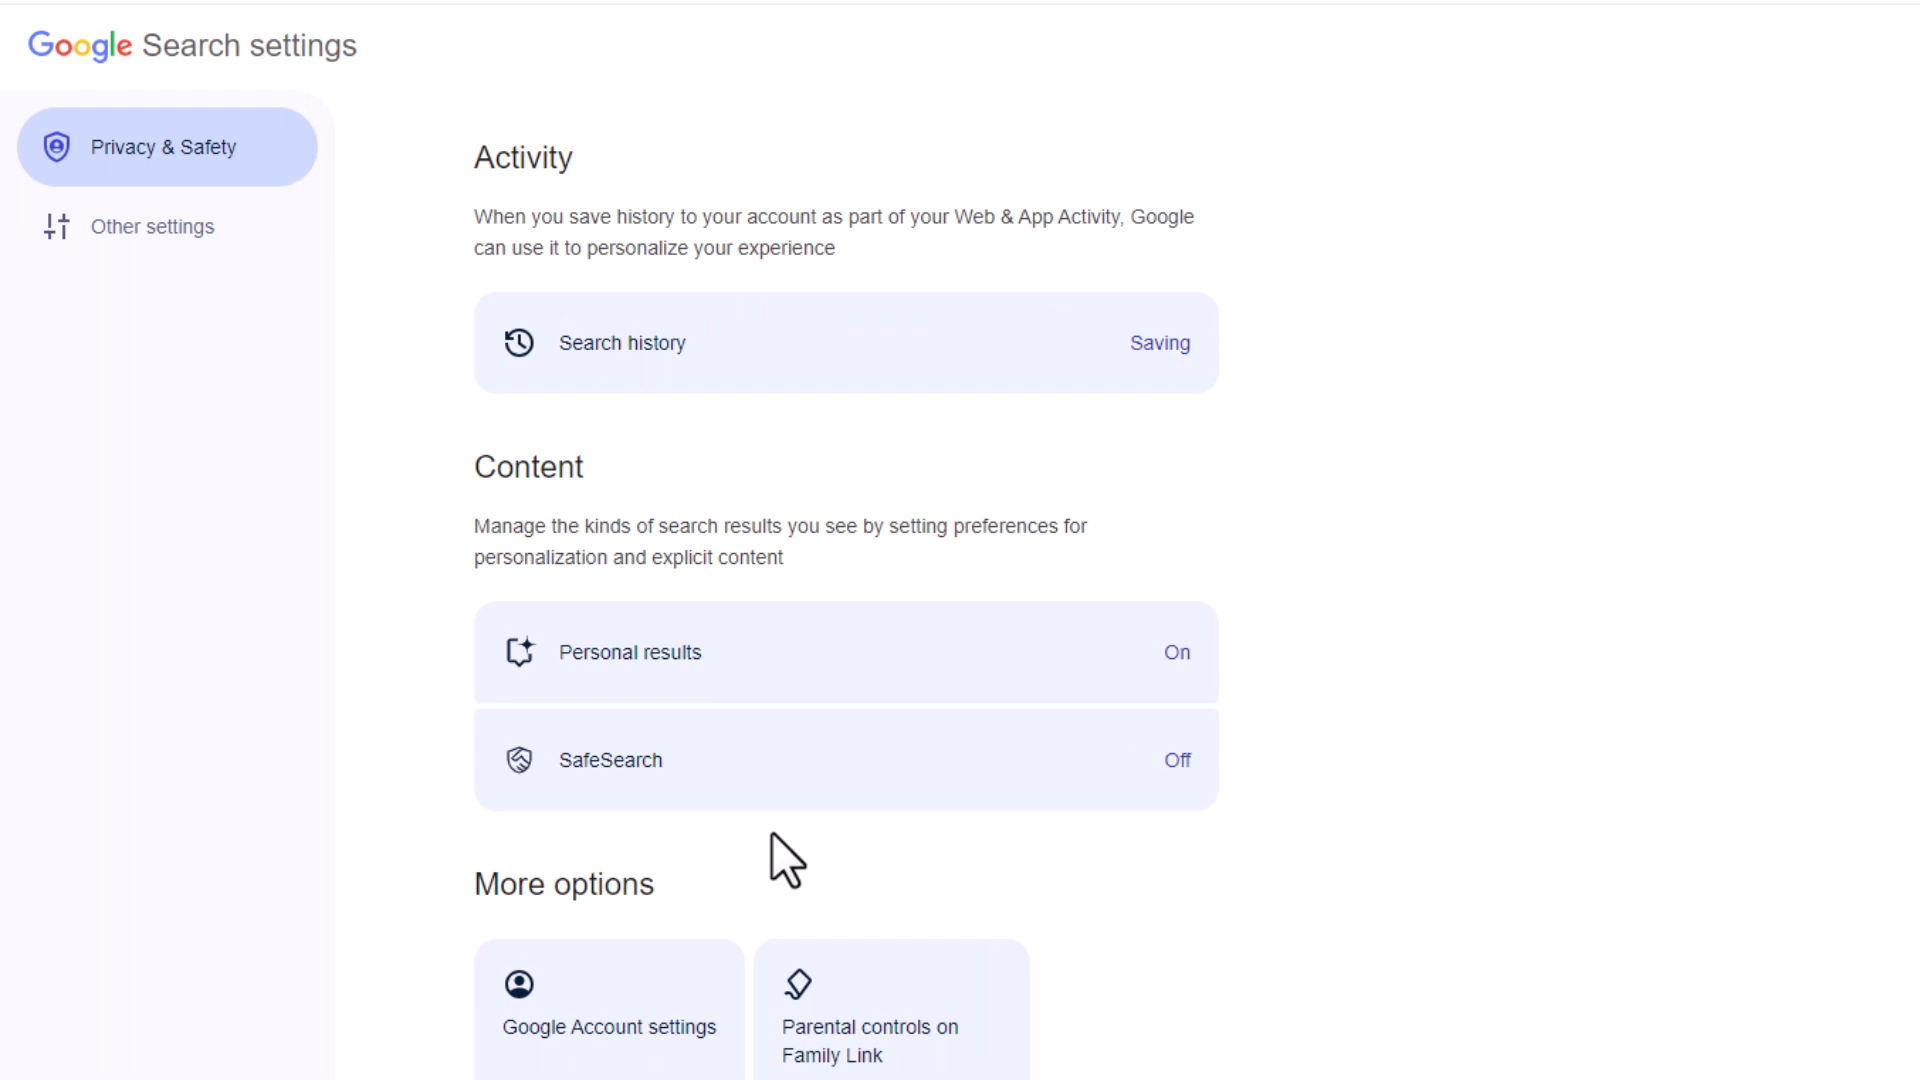 Google Search settings
Privacy & Safety
Other settings
Activity
When you save history to your account as part of your Web & App Activity, Google
can use it to personalize your experience
Search history
Saving
Content
Manage the kinds of search results you see by setting preferences for
personalization and explicit content
Personal results
On
SafeSearch
Off
More options
Google Account settings
Parental controls on
Family Link